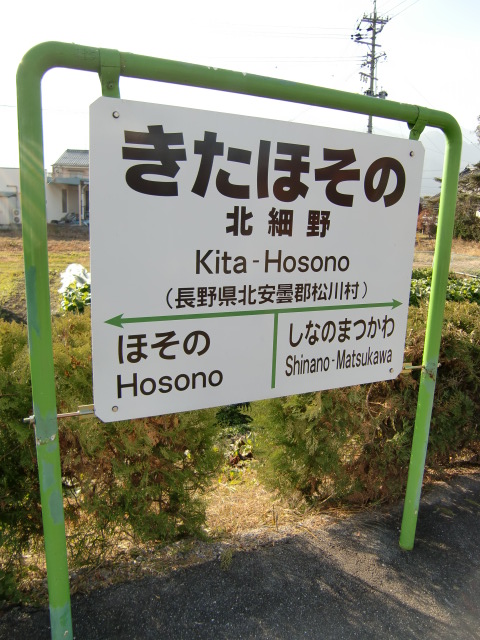 きたほその
北細野
Kita-Hosono
(長野県北安曇郡松川村)
ほその
Hosono
しなのまつかわ
Shinano-Matsukawa